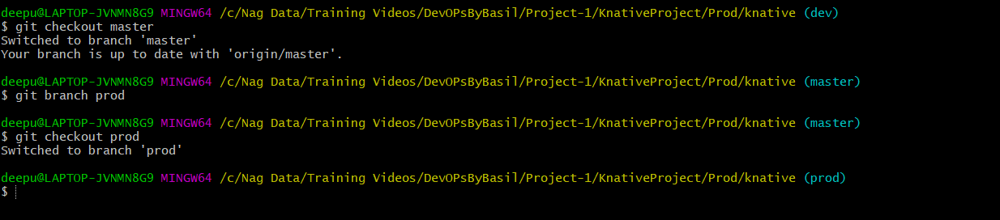 deepu@LAPTOP-JVNMN8G9 MINGW64 /c/Nag Data/Training Videos/DevOPsByBasil/Project-1/KnativeProject/Prod/knative (dev)
$ git checkout master
Switched to branch 'master'
Your branch is up to date with 'origin/master'.
deepu@LAPTOP-JVNMN8G9 MINGW64 /c/Nag Data/Training Videos/DevOPsByBasil/Project-1/KnativeProject/Prod/knative (master)
$ git branch prod
deepu@LAPTOP-JVNMN8G9 MINGW64 /c/Nag Data/Training Videos/DevOPsByBasil/Project-1/KnativeProject/Prod/knative (master)
$ git checkout prod
Switched to branch 'prod'
deepu@LAPTOP-JVNMN8G9 MINGW64 /c/Nag Data/Training Videos/DevOPsByBasil/Project-1/KnativeProject/Prod/knative (prod)
$